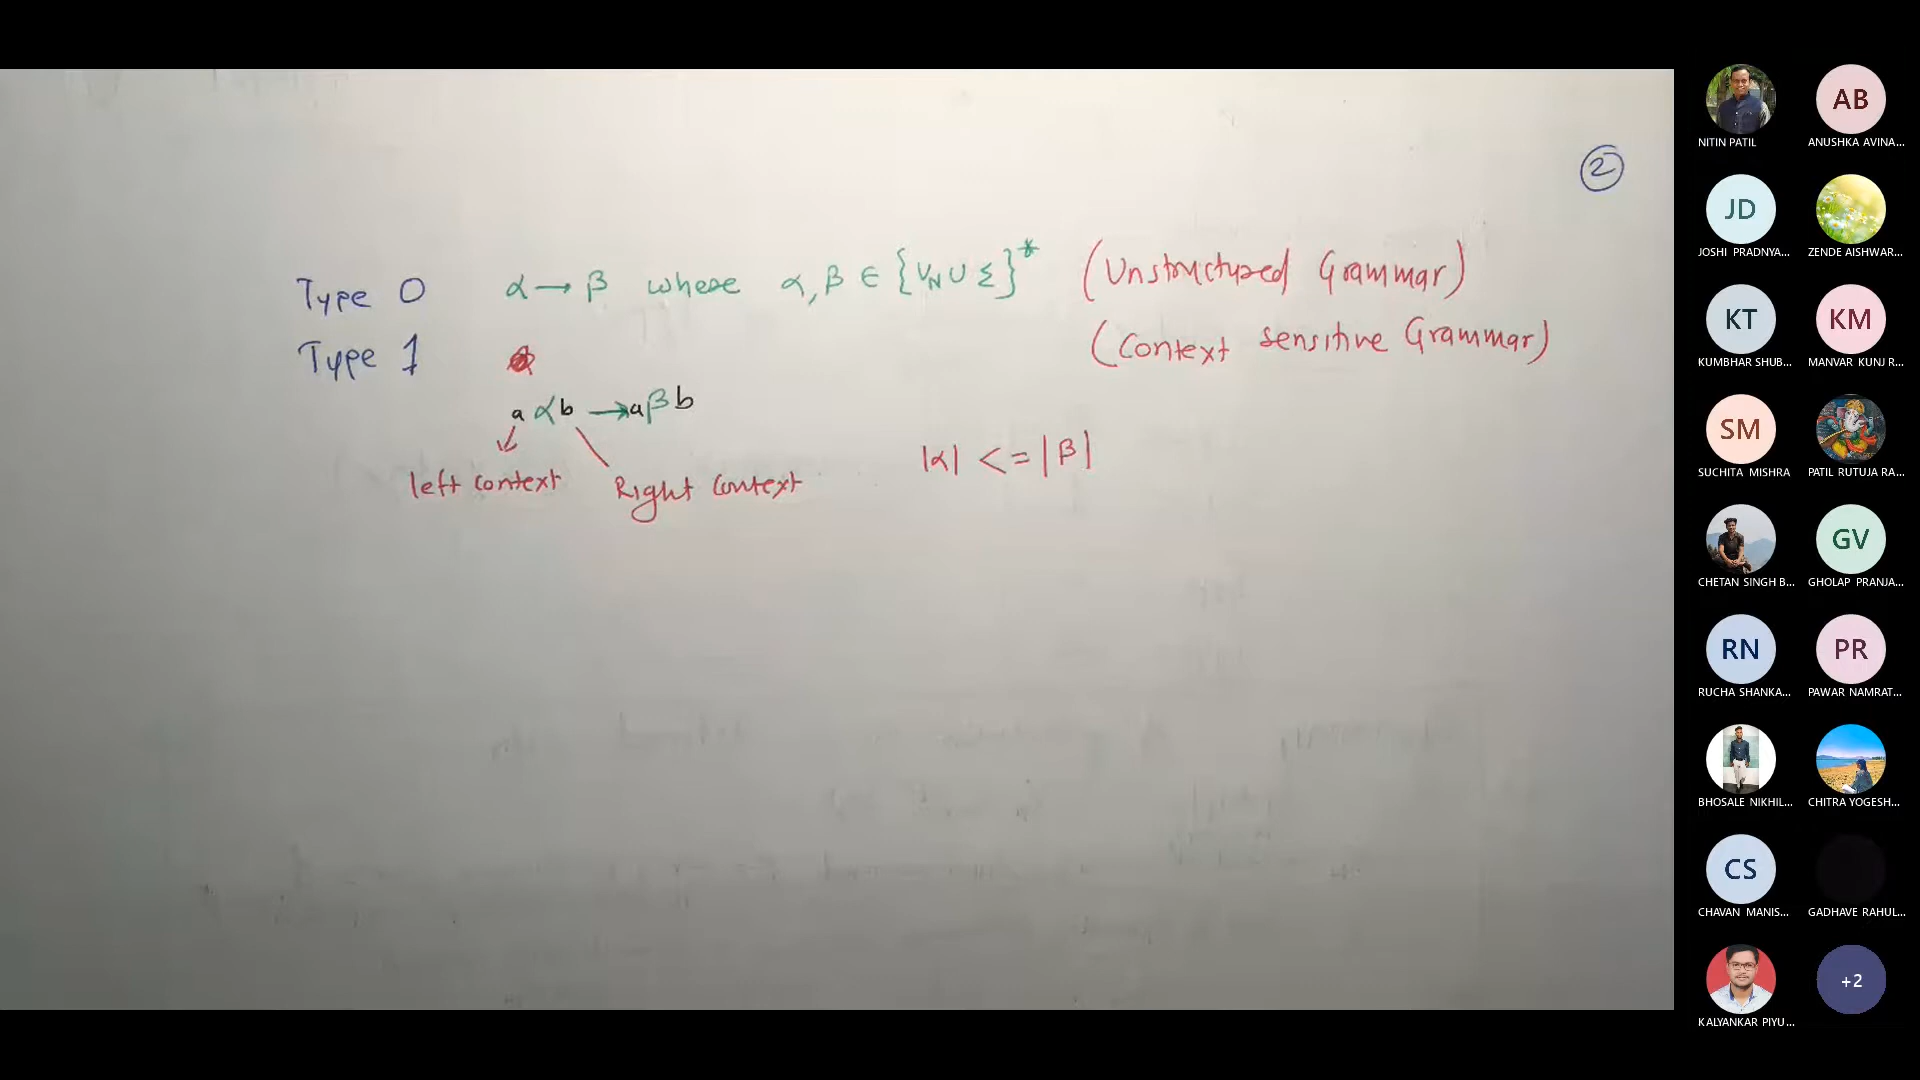 2
Type 0 α → β where α, β ∈ {V_N ∪ Σ}* (Unstructured Grammar)
Type 1 (Context sensitive Grammar)
a α b → a β b
|α| <= |β|
left context Right context
NITIN PATIL
ANUSHKA AVINA...
JD
JOSHI PRADNYA...
ZENDE AISHWAR...
KT
KUMBHAR SHUB...
KM
MANVAR KUNJ R...
SM
SUCHITA MISHRA
PATIL RUTUJA RA...
CHETAN SINGH B...
GV
GHOLAP PRANJA...
RN
RUCHA SHANKA...
PR
PAWAR NAMRAT...
BHOSALE NIKHIL...
CHITRA YOGESH...
CS
CHAVAN MANIS...
GADHAVE RAHUL...
KALYANKAR PIYU...
+2
AB